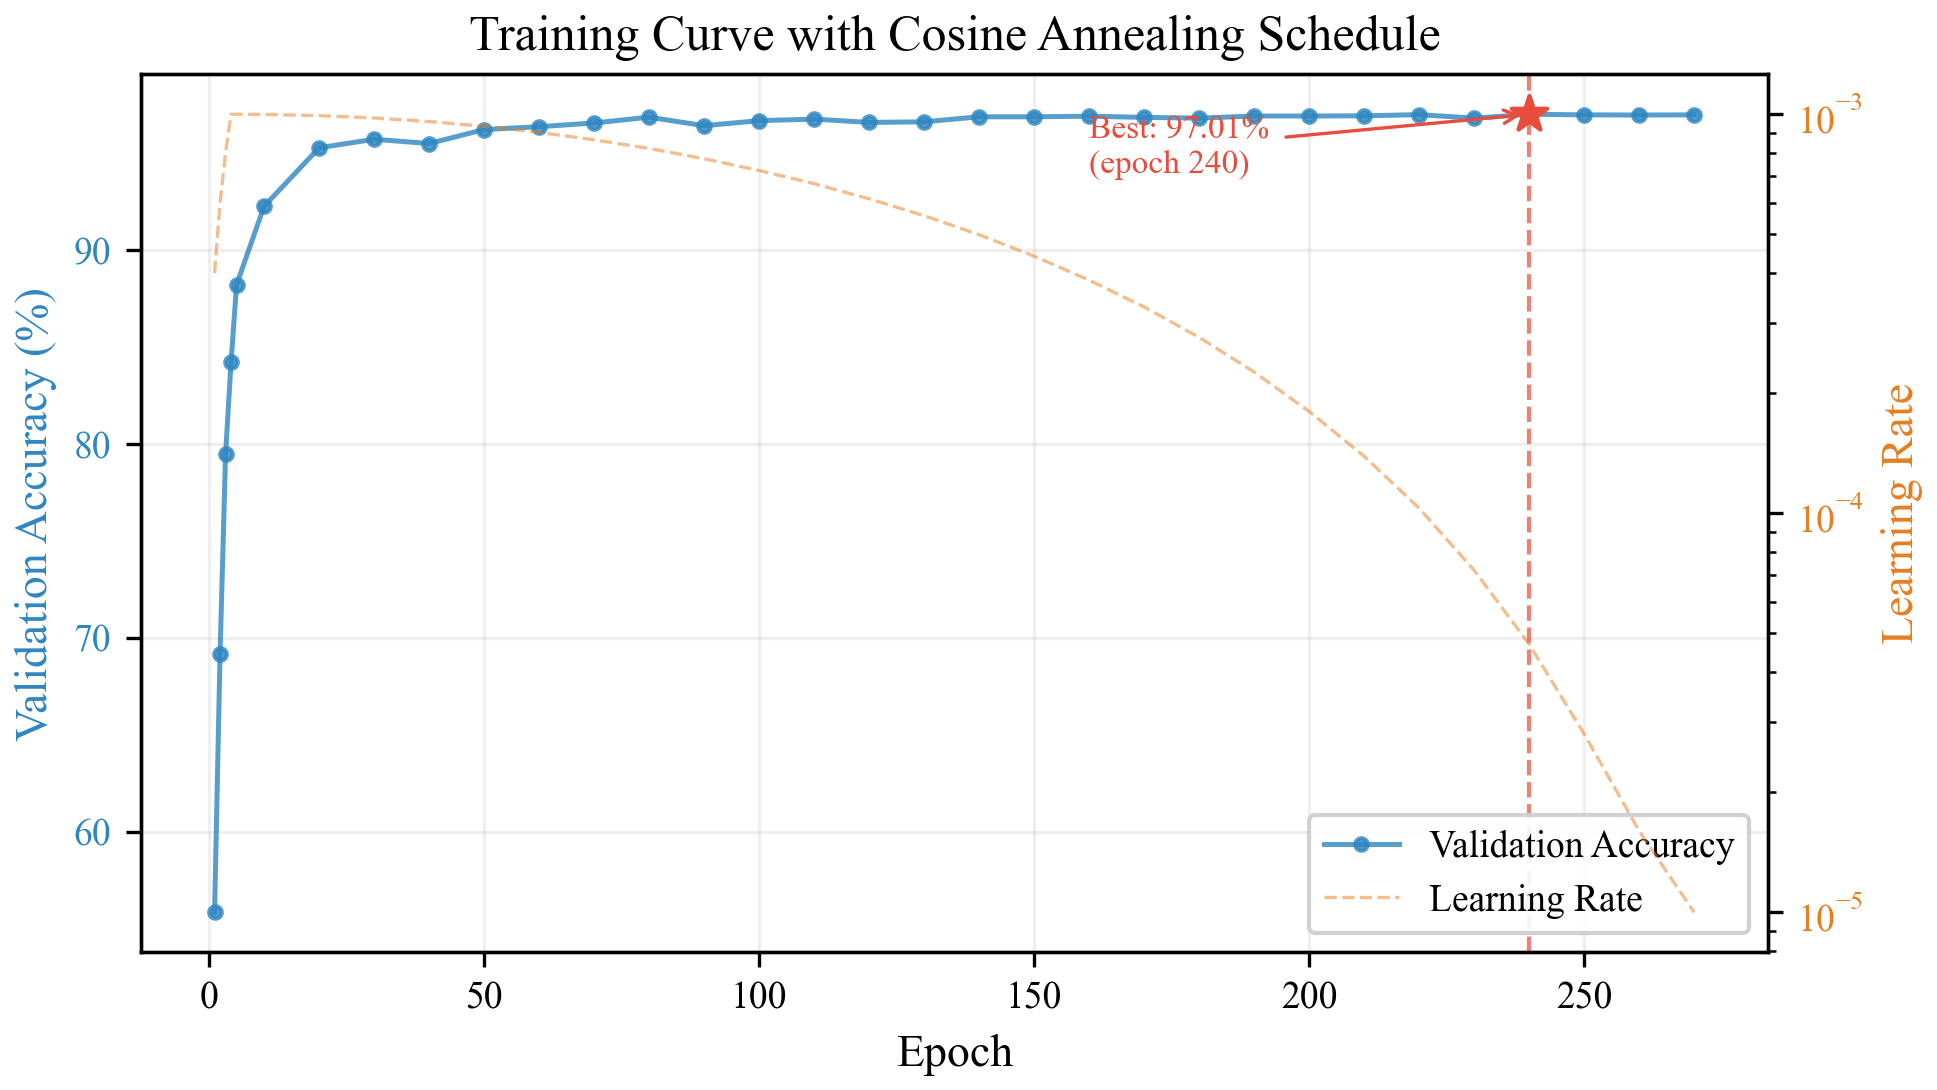 Training Curve with Cosine Annealing Schedule
Validation Accuracy (%)
90
80
70
60
Best: 97.01%
(epoch 240)
10⁻³
10⁻⁴
10⁻⁵
Learning Rate
Validation Accuracy
Learning Rate
0
50
100
150
200
250
Epoch